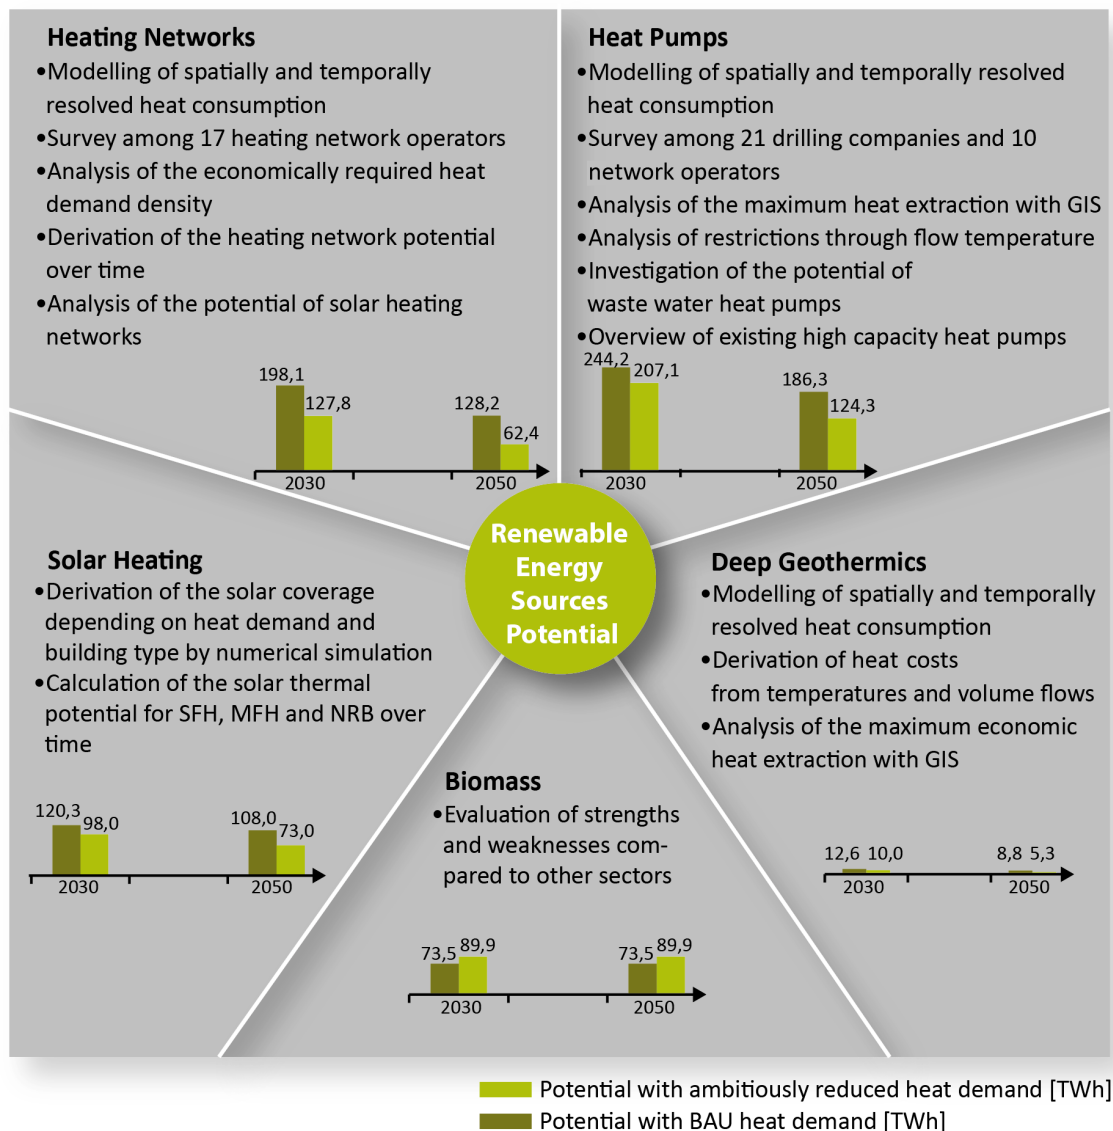 Heating Networks
•Modelling of spatially and temporally
resolved heat consumption
•Survey among 17 heating network operators
•Analysis of the economically required heat
demand density
•Derivation of the heating network potential
over time
•Analysis of the potential of solar heating
networks
198,1
127,8
128,2
62,4
2030
2050
Heat Pumps
•Modelling of spatially and temporally resolved
heat consumption
•Survey among 21 drilling companies and 10
network operators
•Analysis of the maximum heat extraction with GIS
•Analysis of restrictions through flow temperature
•Investigation of the potential of
waste water heat pumps
•Overview of existing high capacity heat pumps
244,2
207,1
186,3
124,3
2030
2050
Renewable
Energy
Sources
Potential
Solar Heating
•Derivation of the solar coverage
depending on heat demand and
building type by numerical simulation
•Calculation of the solar thermal
potential for SFH, MFH and NRB over
time
120,3
98,0
108,0
73,0
2030
2050
Deep Geothermics
•Modelling of spatially and temporally
resolved heat consumption
•Derivation of heat costs
from temperatures and volume flows
•Analysis of the maximum economic
heat extraction with GIS
12,6 10,0
8,8 5,3
2030
2050
Biomass
•Evaluation of strengths
and weaknesses com-
pared to other sectors
73,5
89,9
73,5
89,9
2030
2050
Potential with ambitiously reduced heat demand [TWh]
Potential with BAU heat demand [TWh]